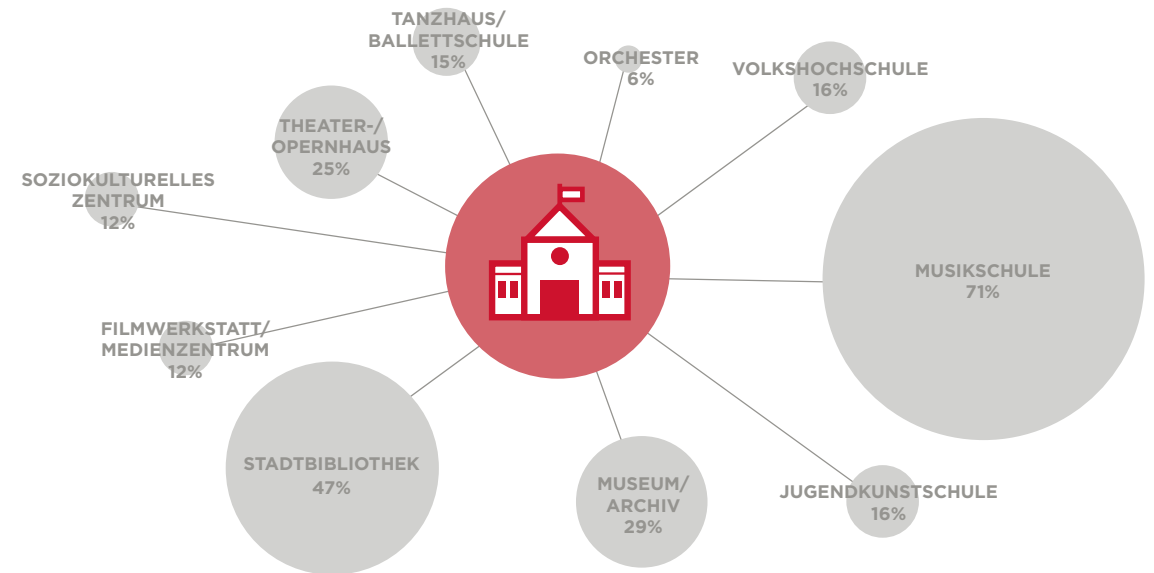 TANZHAUS/
BALLETTSCHULE
15%
ORCHESTER
6%
VOLKSHOCHSCHULE
16%
THEATER-/
OPERNHAUS
25%
SOZIOKULTURELLES
ZENTRUM
12%
MUSIKSCHULE
71%
FILMWERKSTATT/
MEDIENZENTRUM
12%
STADTBIBLIOTHEK
47%
MUSEUM/
ARCHIV
29%
JUGENDKUNSTSCHULE
16%